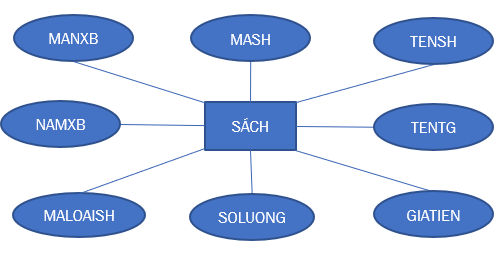 MANXB
MASH
TENSH
NAMXB
SÁCH
TENTG
MALOAISH
SOLUONG
GIATIEN